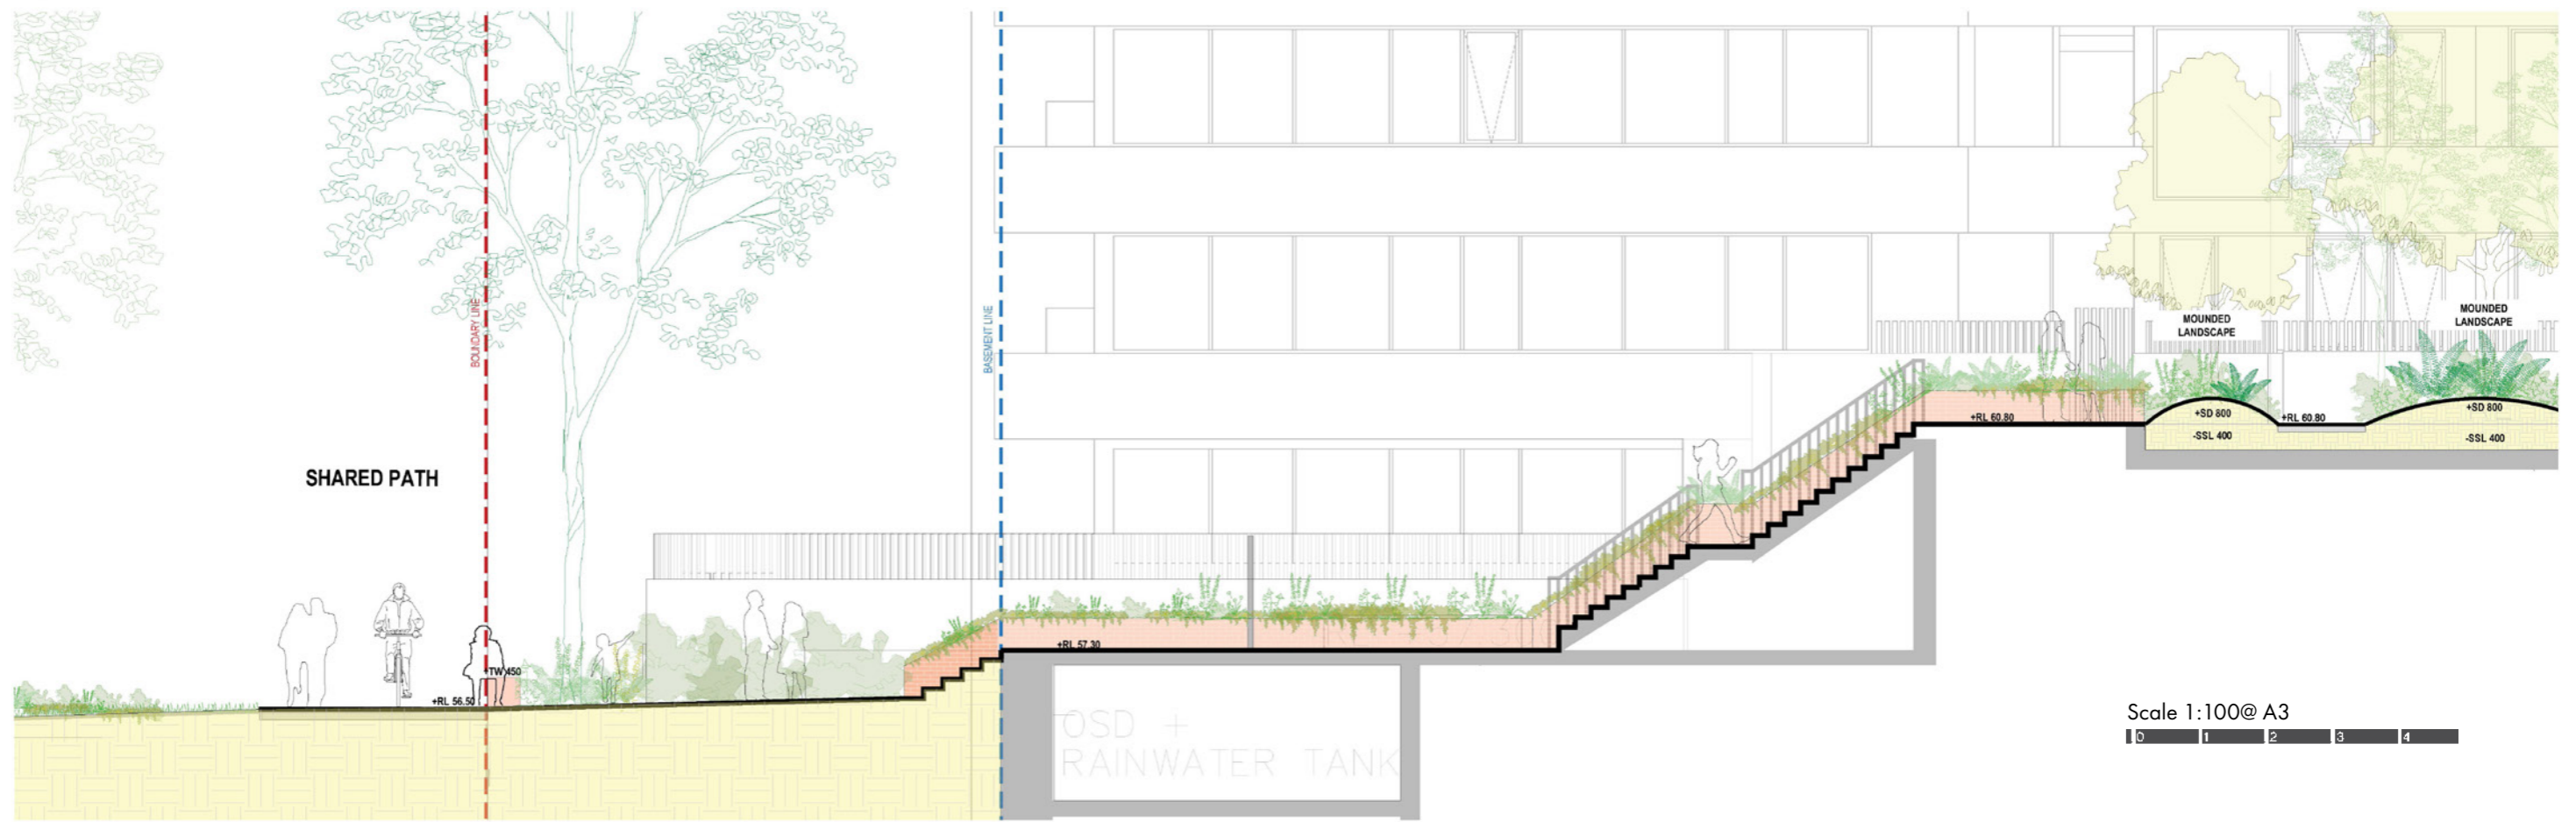 BOUNDARY LINE
BASEMENT LINE
MOUNDED
LANDSCAPE
MOUNDED
LANDSCAPE
+SD 800
-SSL 400
+RL 60.80
+RL 60.80
+SD 800
-SSL 400
SHARED PATH
TW 450
+RL 56.50
+RL 57.30
OSD +
RAINWATER TANK
Scale 1:100@ A3
0 1 2 3 4